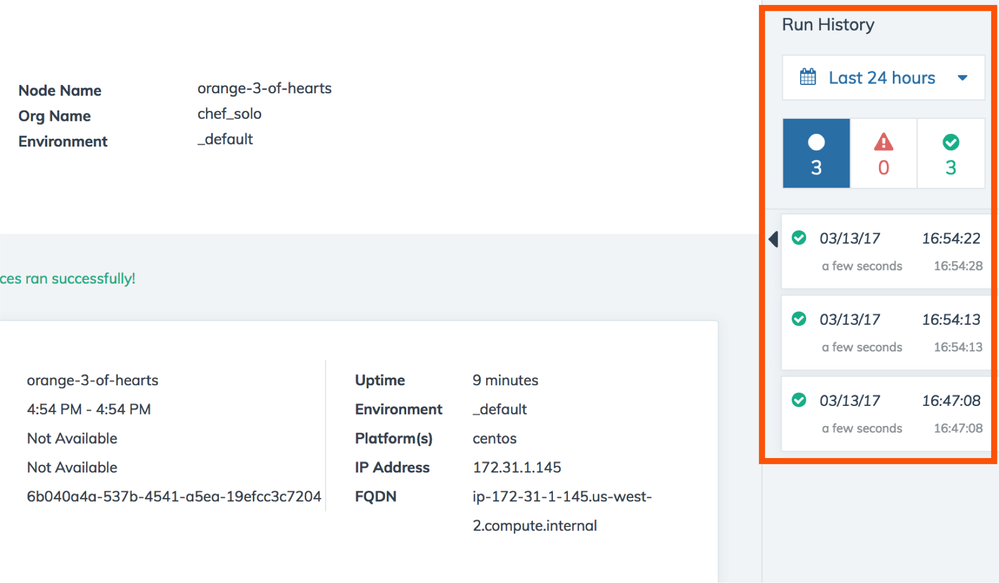 Node Name orange-3-of-hearts
Org Name chef_solo
Environment _default
ces ran successfully!
orange-3-of-hearts
4:54 PM - 4:54 PM
Not Available
Not Available
6b040a4a-537b-4541-a5ea-19efcc3c7204
Uptime 9 minutes
Environment _default
Platform(s) centos
IP Address 172.31.1.145
FQDN ip-172-31-1-145.us-west-
2.compute.internal
Run History
Last 24 hours
3 0 3
03/13/17 16:54:22
a few seconds 16:54:28
03/13/17 16:54:13
a few seconds 16:54:13
03/13/17 16:47:08
a few seconds 16:47:08